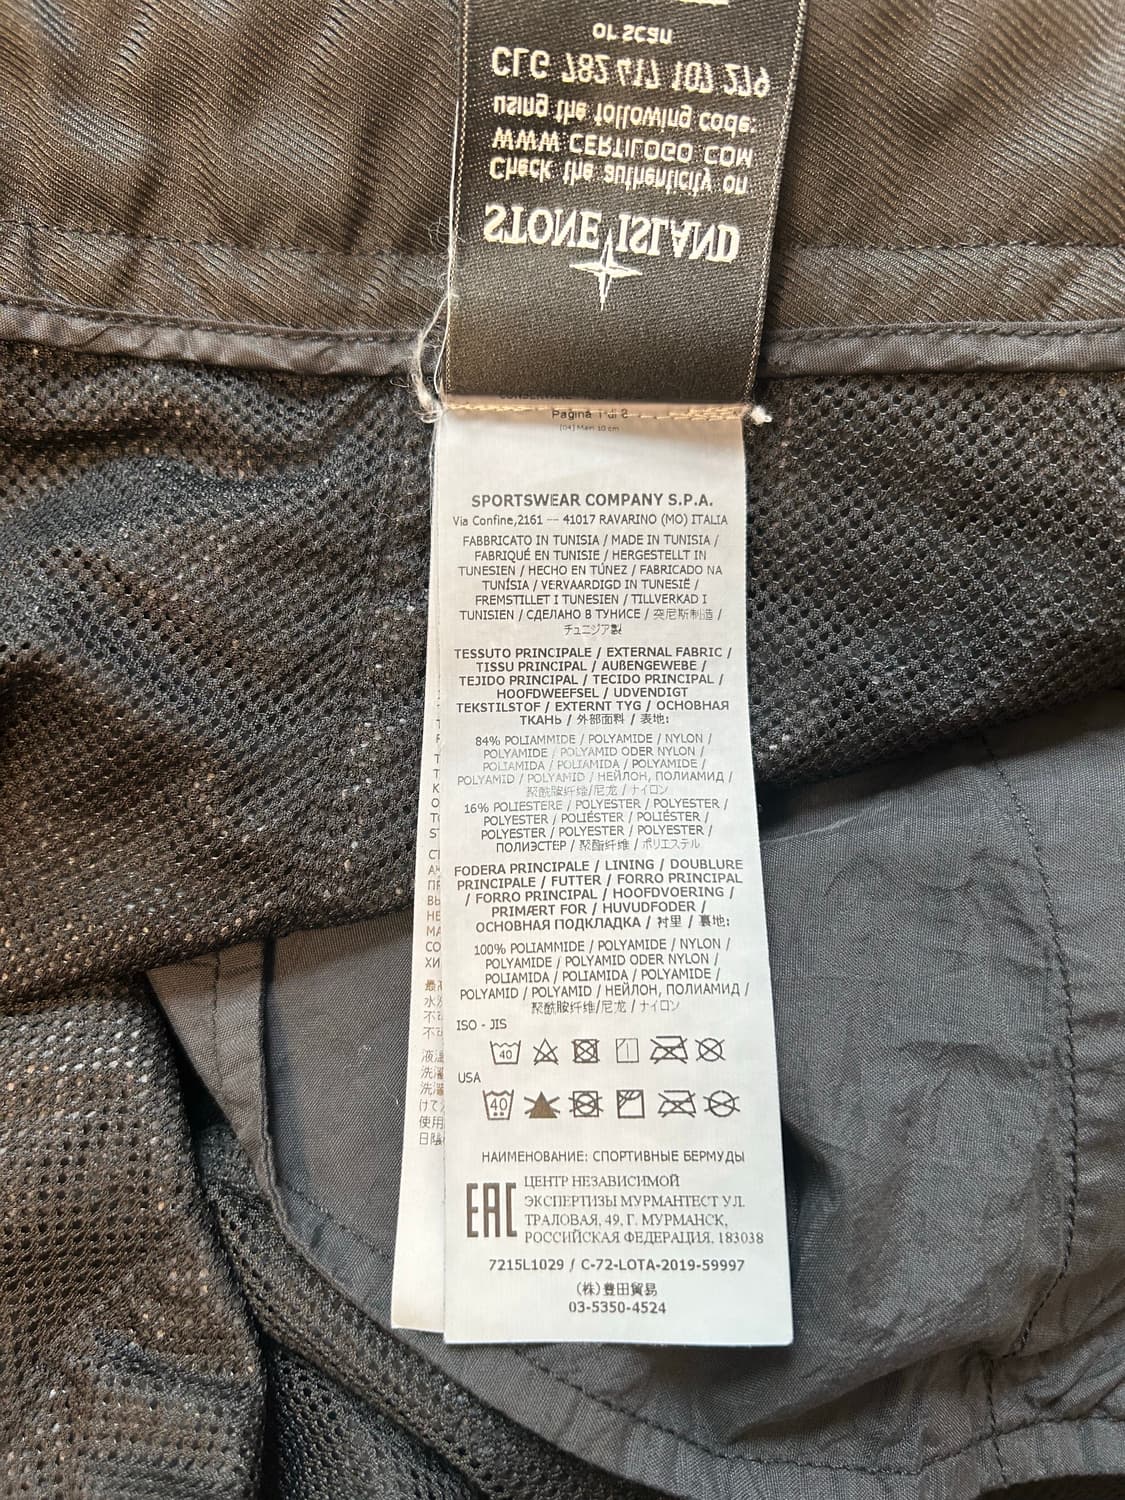 STONE ISLAND
Check the authenticity on
WWW CERTILOGO COM
using the following code:
CLG 782 417 107 279
or scan
Pagina 1 di 2
[04] Main 10 cm
SPORTSWEAR COMPANY S.P.A.
Via Confine,2161 -- 41017 RAVARINO (MO) ITALIA
FABBRICATO IN TUNISIA / MADE IN TUNISIA /
FABRIQUÉ EN TUNISIE / HERGESTELLT IN
TUNESIEN / HECHO EN TÚNEZ / FABRICADO NA
TUNÍSIA / VERVAARDIGD IN TUNESIË /
FREMSTILLET I TUNESIEN / TILLVERKAD I
TUNISIEN / СДЕЛАНО В ТУНИСЕ / 突尼斯制造 /
チュニジア製
TESSUTO PRINCIPALE / EXTERNAL FABRIC /
TISSU PRINCIPAL / AUßENGEWEBE /
TEJIDO PRINCIPAL / TECIDO PRINCIPAL /
HOOFDWEEFSEL / UDVENDIGT
TEKSTILSTOF / EXTERNT TYG / ОСНОВНАЯ
ТКАНЬ / 外部面料 / 表地:
84% POLIAMMIDE / POLYAMIDE / NYLON /
POLYAMIDE / POLYAMID ODER NYLON /
POLIAMIDA / POLIAMIDA / POLYAMIDE /
POLYAMID / POLYAMID / НЕЙЛОН, ПОЛИАМИД /
聚酰胺纤维/尼龙 / ナイロン
16% POLIESTERE / POLYESTER / POLYESTER /
POLYESTER / POLIÉSTER / POLIÉSTER /
POLYESTER / POLYESTER / POLYESTER /
ПОЛИЭСТЕР / 聚酯纤维 / ポリエステル
FODERA PRINCIPALE / LINING / DOUBLURE
PRINCIPALE / FUTTER / FORRO PRINCIPAL
/ FORRO PRINCIPAL / HOOFDVOERING /
PRIMÆRT FOR / HUVUDFODER /
ОСНОВНАЯ ПОДКЛАДКА / 衬里 / 裏地:
100% POLIAMMIDE / POLYAMIDE / NYLON /
POLYAMIDE / POLYAMID ODER NYLON /
POLIAMIDA / POLIAMIDA / POLYAMIDE /
POLYAMID / POLYAMID / НЕЙЛОН, ПОЛИАМИД /
聚酰胺纤维/尼龙 / ナイロン
ISO - JIS
40
USA
40
НАИМЕНОВАНИЕ: СПОРТИВНЫЕ БЕРМУДЫ
EAC
ЦЕНТР НЕЗАВИСИМОЙ
ЭКСПЕРТИЗЫ МУРМАНТЕСТ УЛ.
ТРАЛОВАЯ, 49, Г. МУРМАНСК,
РОССИЙСКАЯ ФЕДЕРАЦИЯ, 183038
7215L1029 / C-72-LOTA-2019-59997
(株)豊田貿易
03-5350-4524